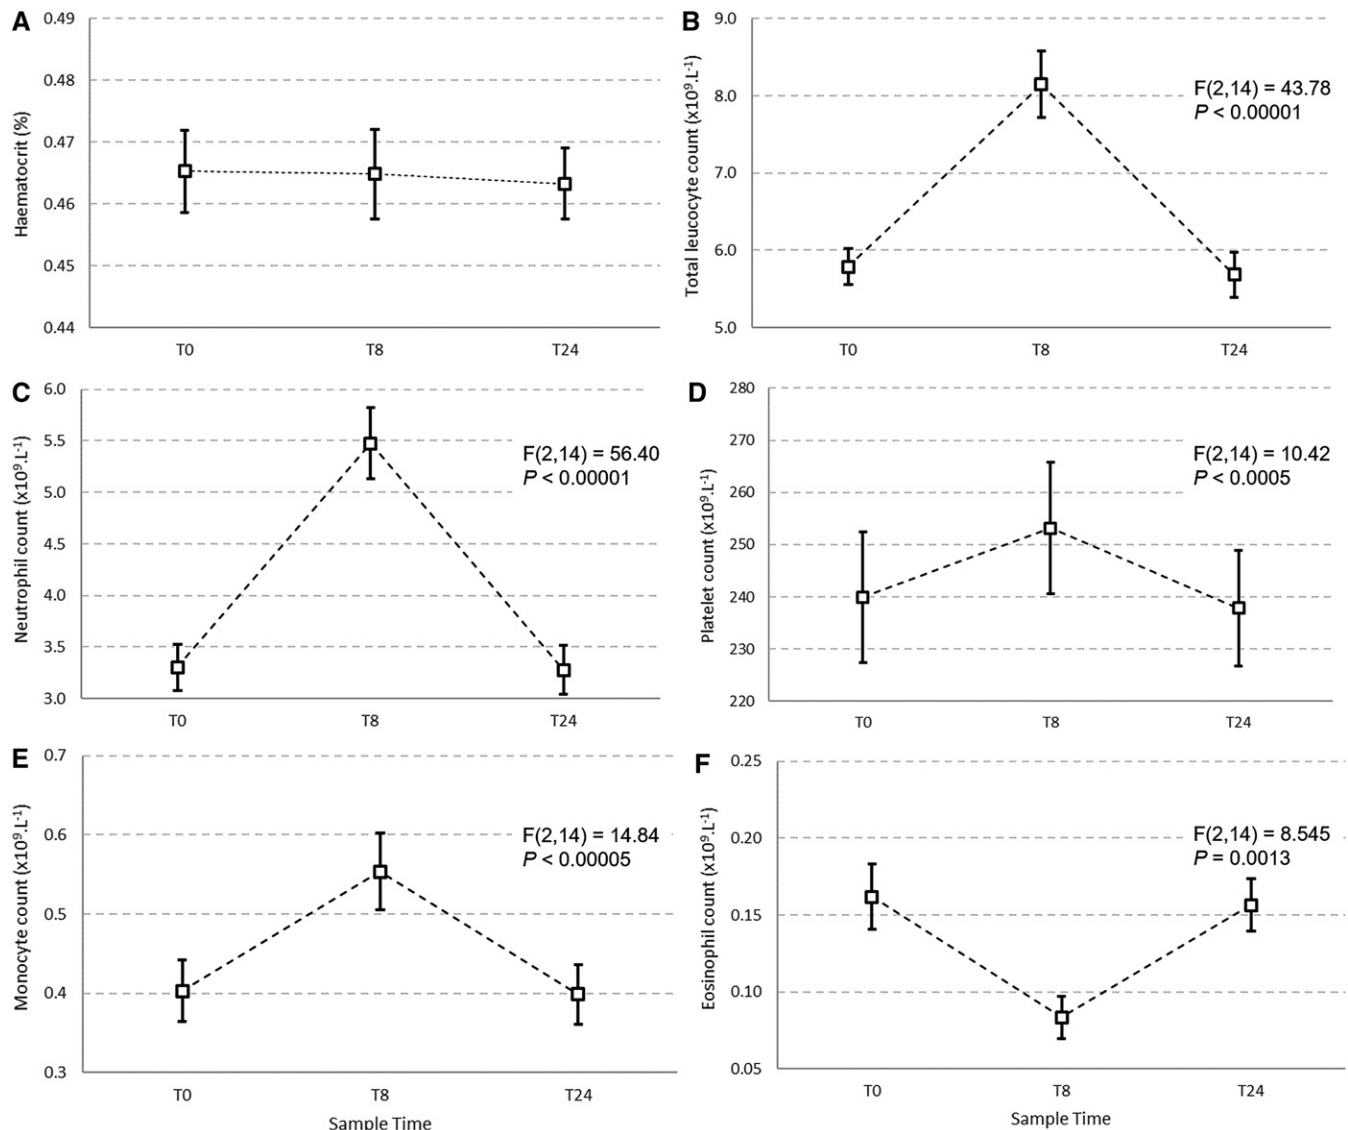 A
Haematocrit (%)
0.49
0.48
0.47
0.46
0.45
0.44
T0 T8 T24
B
Total leucocyte count (x10⁹.L⁻¹)
9.0
8.0
7.0
6.0
5.0
F(2,14) = 43.78
P < 0.00001
T0 T8 T24
C
Neutrophil count (x10⁹.L⁻¹)
6.0
5.5
5.0
4.5
4.0
3.5
3.0
F(2,14) = 56.40
P < 0.00001
T0 T8 T24
D
Platelet count (x10⁹.L⁻¹)
280
270
260
250
240
230
220
F(2,14) = 10.42
P < 0.0005
T0 T8 T24
E
Monocyte count (x10⁹.L⁻¹)
0.7
0.6
0.5
0.4
0.3
F(2,14) = 14.84
P < 0.00005
T0 T8 T24
Sample Time
F
Eosinophil count (x10⁹.L⁻¹)
0.25
0.20
0.15
0.10
0.05
F(2,14) = 8.545
P = 0.0013
T0 T8 T24
Sample Time